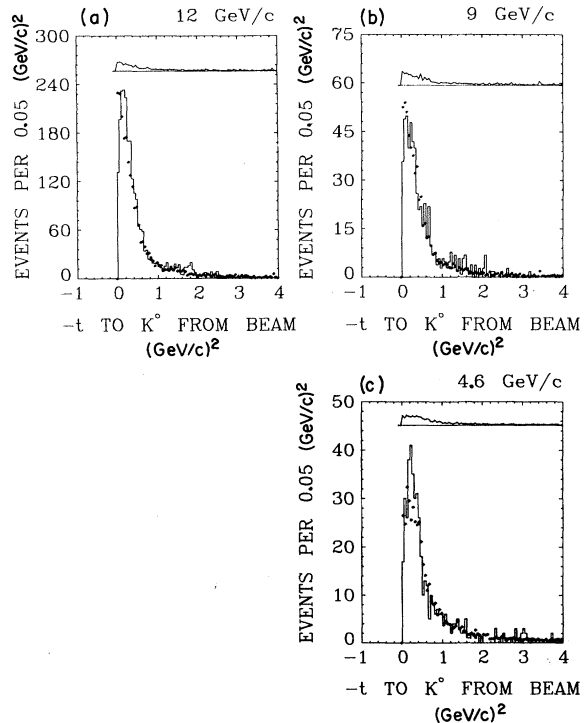 (a) 12 GeV/c
EVENTS PER 0.05 (GeV/c)²
300
240
180
120
60
0
-1 0 1 2 3 4
-t TO K° FROM BEAM
(GeV/c)²
(b) 9 GeV/c
EVENTS PER 0.05 (GeV/c)²
75
60
45
30
15
0
-1 0 1 2 3 4
-t TO K° FROM BEAM
(GeV/c)²
(c) 4.6 GeV/c
EVENTS PER 0.05 (GeV/c)²
50
40
30
20
10
0
-1 0 1 2 3 4
-t TO K° FROM BEAM
(GeV/c)²